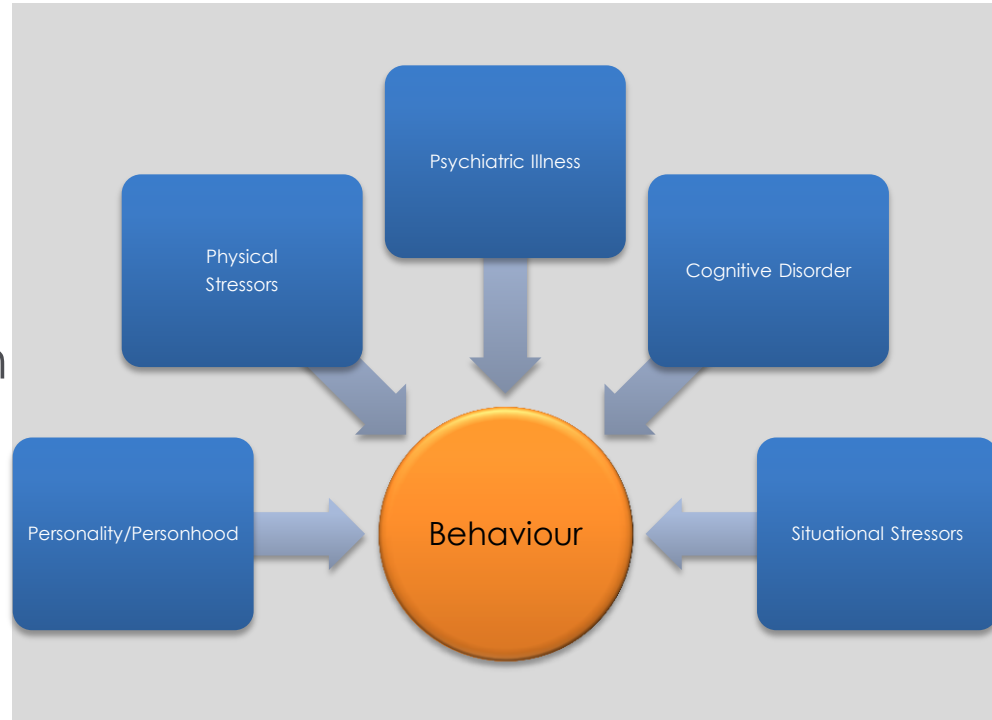 Psychiatric Illness
Physical
Stressors
Cognitive Disorder
Personality/Personhood
Behaviour
Situational Stressors